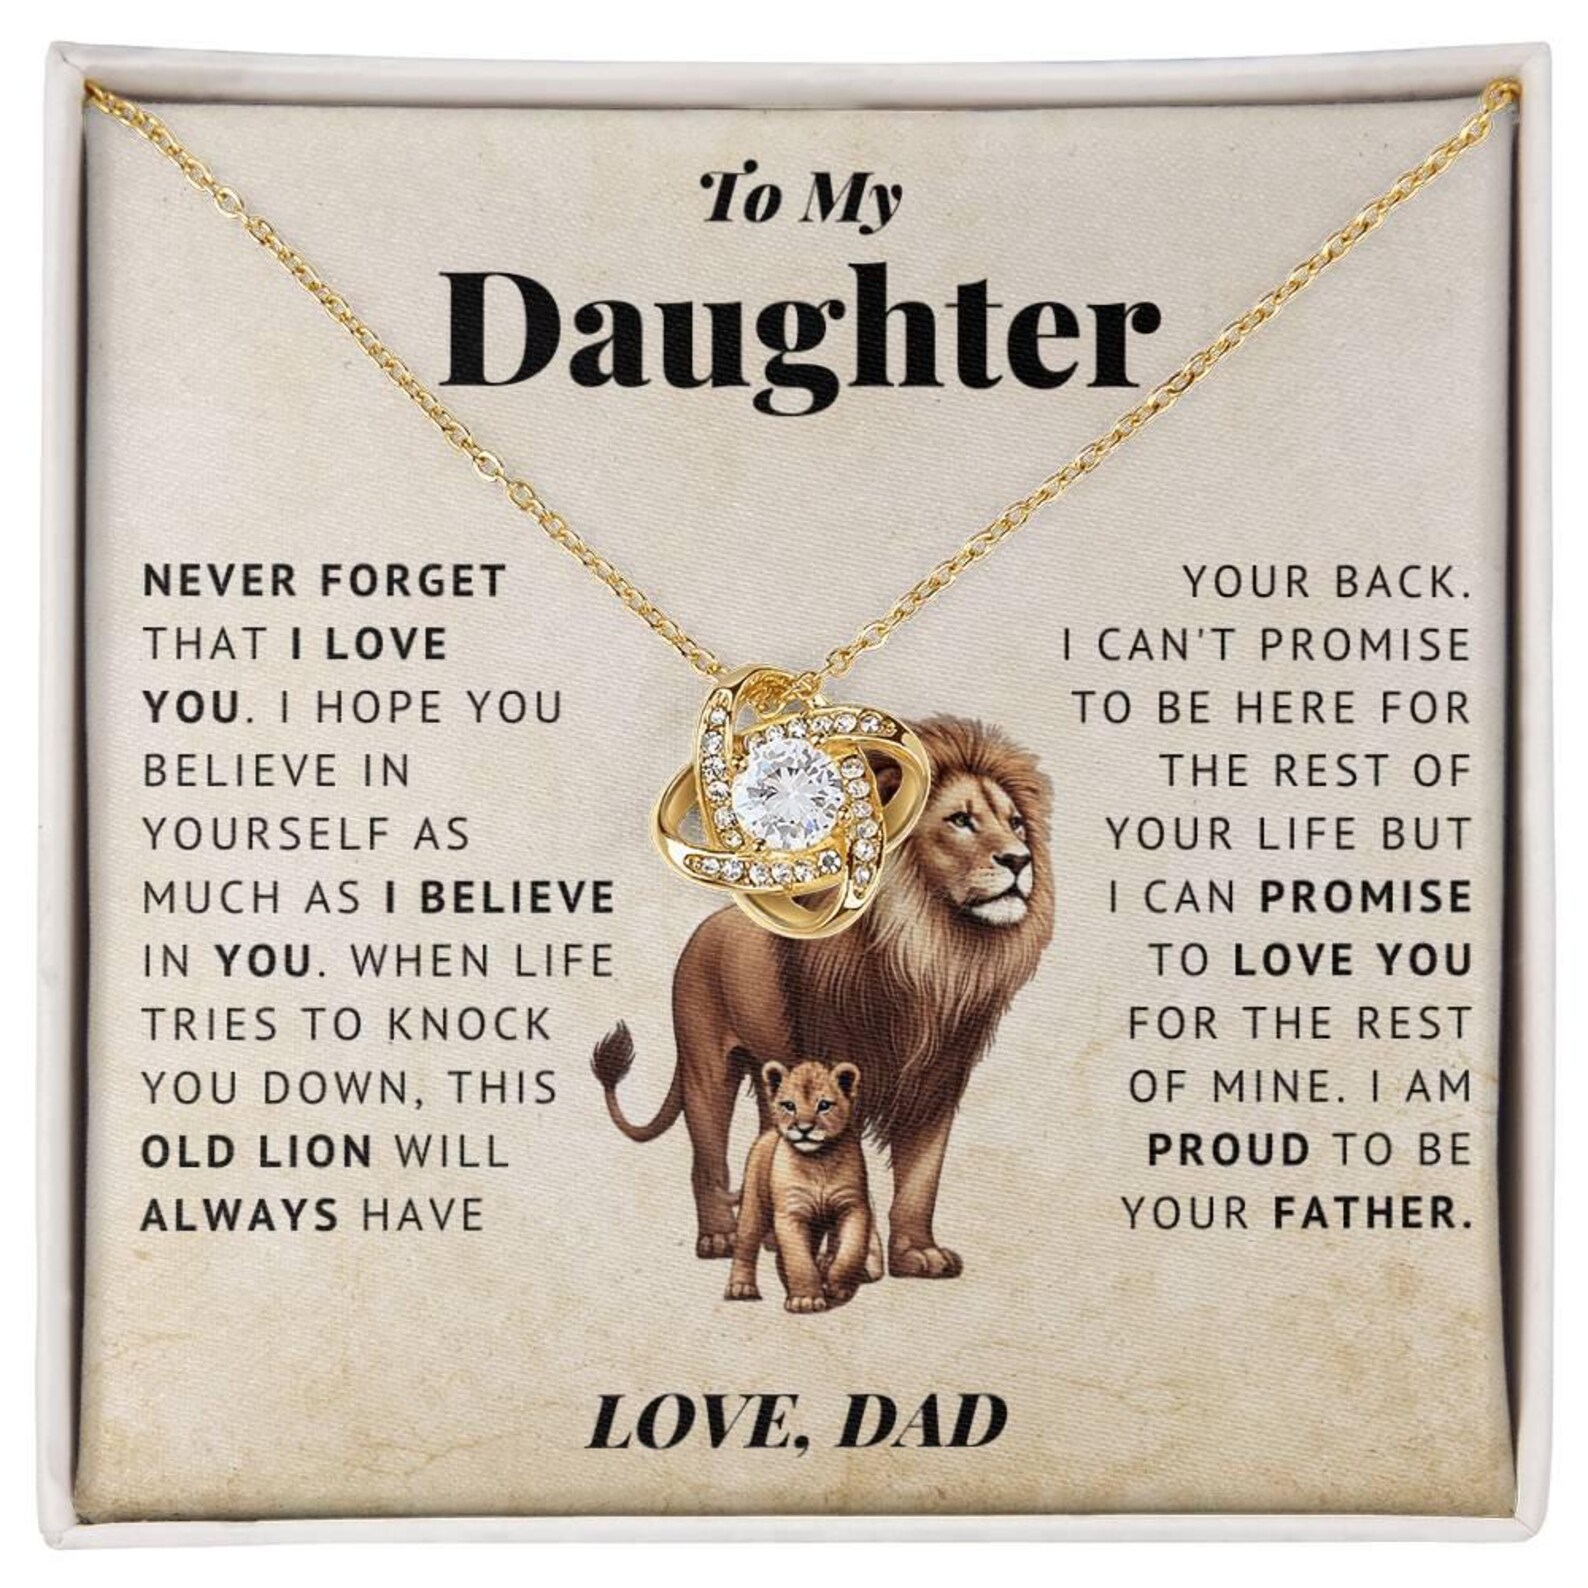 To My
Daughter
NEVER FORGET
THAT I LOVE
YOU. I HOPE YOU
BELIEVE IN
YOURSELF AS
MUCH AS I BELIEVE
IN YOU. WHEN LIFE
TRIES TO KNOCK
YOU DOWN, THIS
OLD LION WILL
ALWAYS HAVE
YOUR BACK.
I CAN'T PROMISE
TO BE HERE FOR
THE REST OF
YOUR LIFE BUT
I CAN PROMISE
TO LOVE YOU
FOR THE REST
OF MINE. I AM
PROUD TO BE
YOUR FATHER.
LOVE, DAD